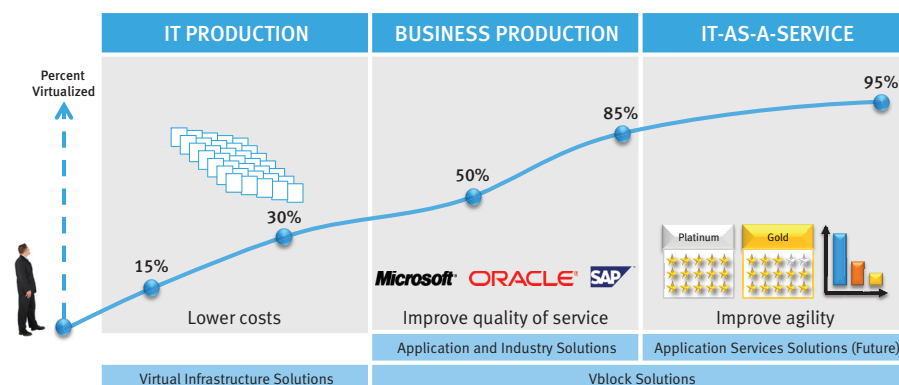 IT PRODUCTION
BUSINESS PRODUCTION
IT-AS-A-SERVICE
Percent
Virtualized
95%
85%
50%
30%
15%
Platinum
Gold
Microsoft®
ORACLE®
SAP
Lower costs
Improve quality of service
Improve agility
Application and Industry Solutions
Application Services Solutions (Future)
Virtual Infrastructure Solutions
Vblock Solutions